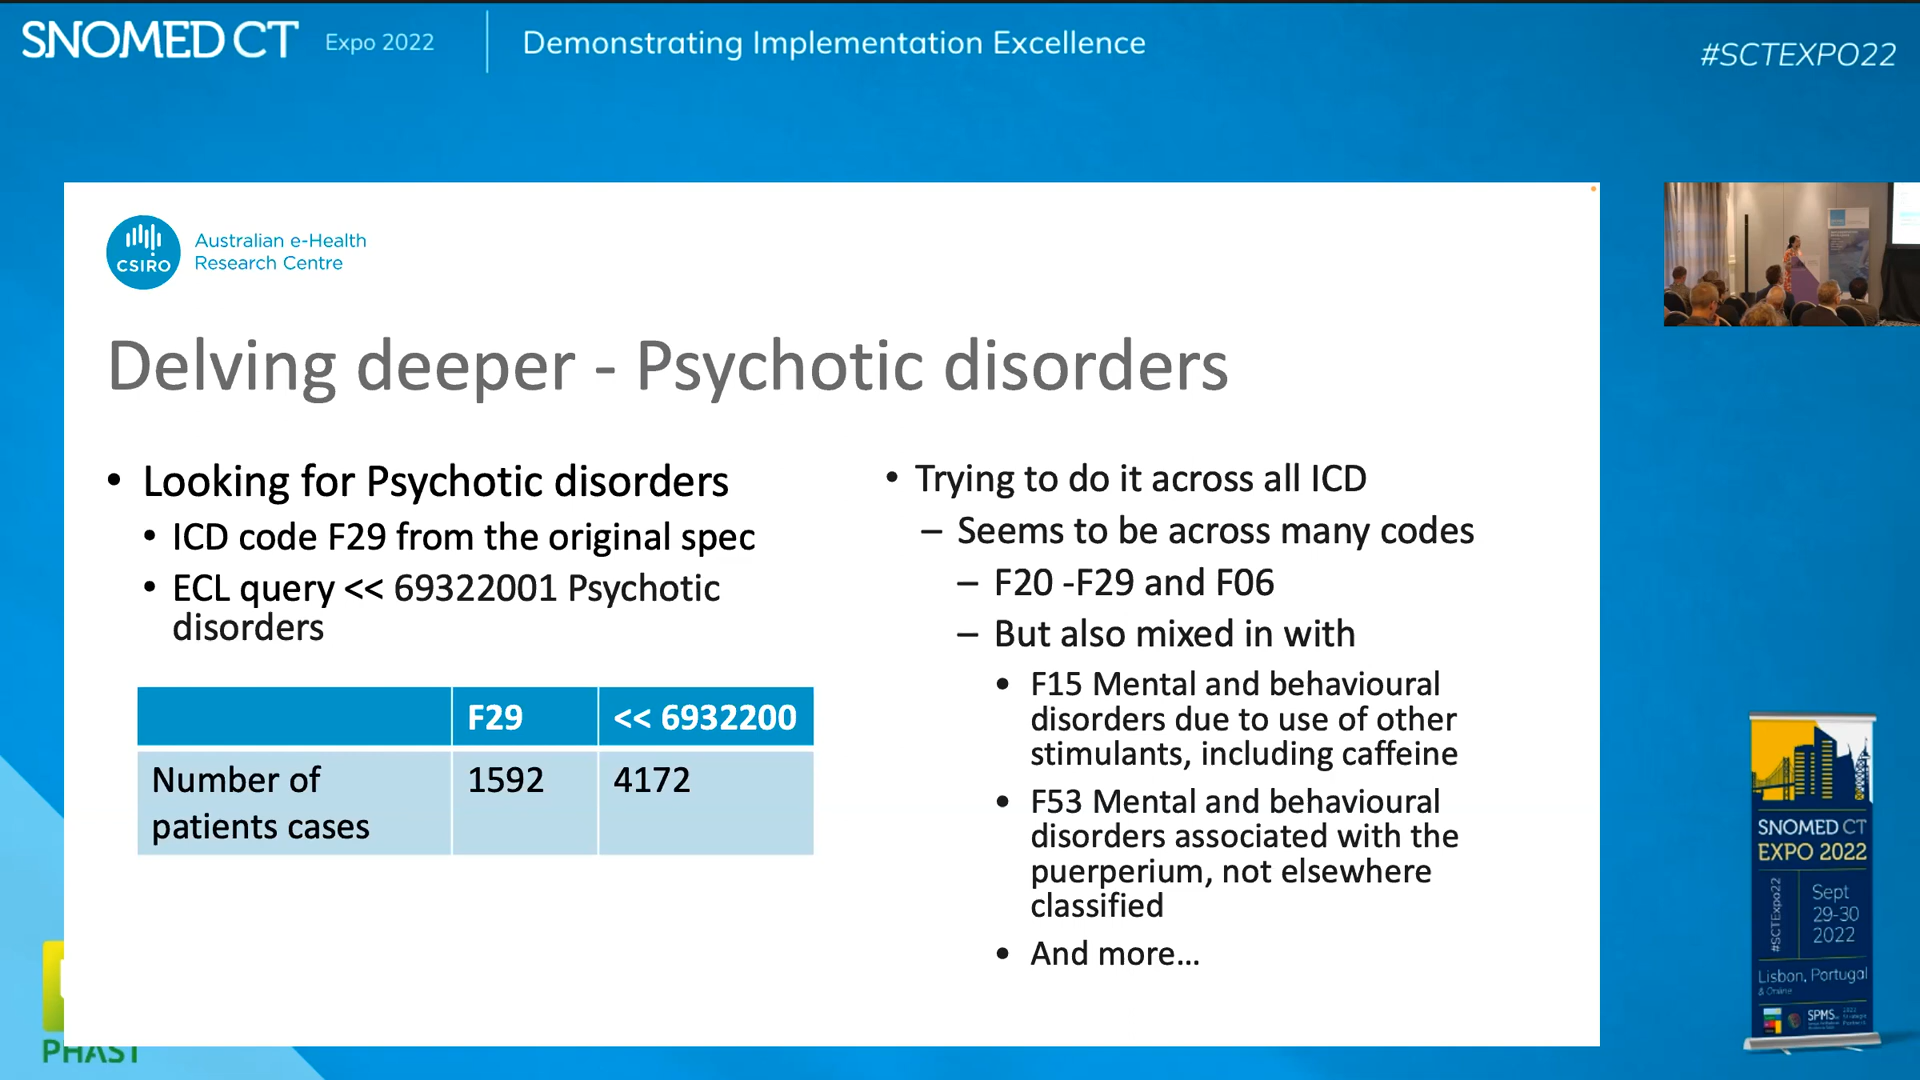 SNOMED CT Expo 2022 Demonstrating Implementation Excellence
#SCTEXPO22
CSIRO
Australian e-Health
Research Centre
Delving deeper - Psychotic disorders
• Looking for Psychotic disorders
• ICD code F29 from the original spec
• ECL query << 69322001 Psychotic
disorders
F29 << 6932200
Number of
patients cases
1592 4172
• Trying to do it across all ICD
– Seems to be across many codes
– F20 -F29 and F06
– But also mixed in with
• F15 Mental and behavioural
disorders due to use of other
stimulants, including caffeine
• F53 Mental and behavioural
disorders associated with the
puerperium, not elsewhere
classified
• And more...
PHAST
SNOMED CT
EXPO 2022
#SCTExpo22
Sept
29-30
2022
Lisbon, Portugal
& Online
SPMS